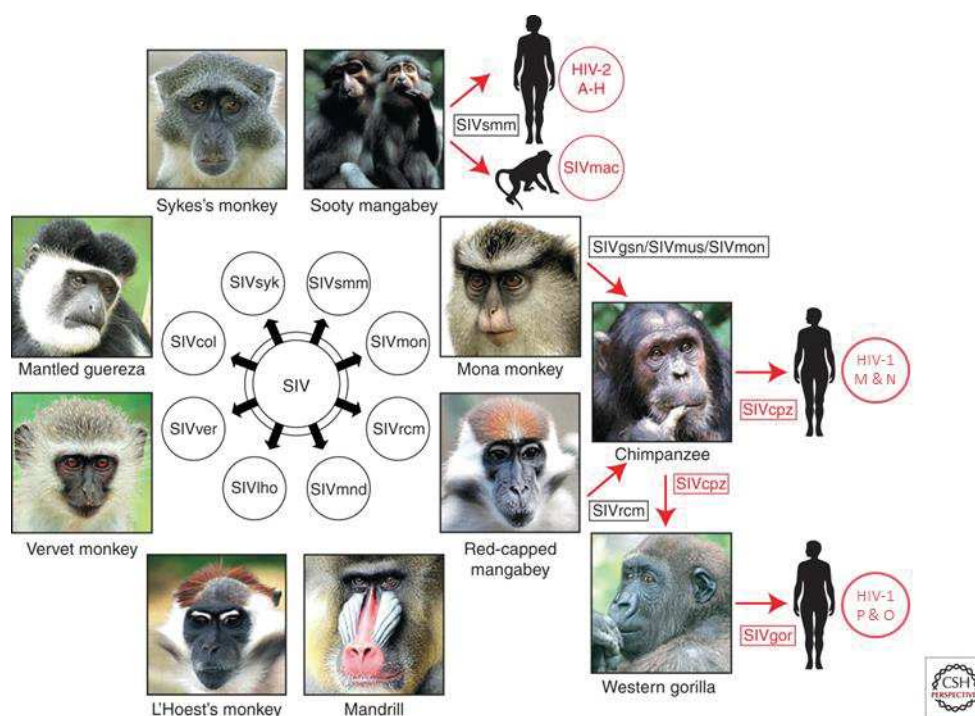 HIV-2
A-H
SIVsmm
SIVmac
Sykes's monkey
Sooty mangabey
SIVgsn/SIVmus/SIVmon
SIVsyk
SIVsmm
SIVcol
SIVmon
Mantled guereza
SIV
Mona monkey
HIV-1
M & N
SIVcpz
SIVver
SIVrcm
Chimpanzee
SIVlho
SIVmnd
SIVcpz
SIVrcm
Vervet monkey
Red-capped
mangabey
HIV-1
P & O
SIVgor
L'Hoest's monkey
Mandrill
Western gorilla
CSH
PERSPECTIVES